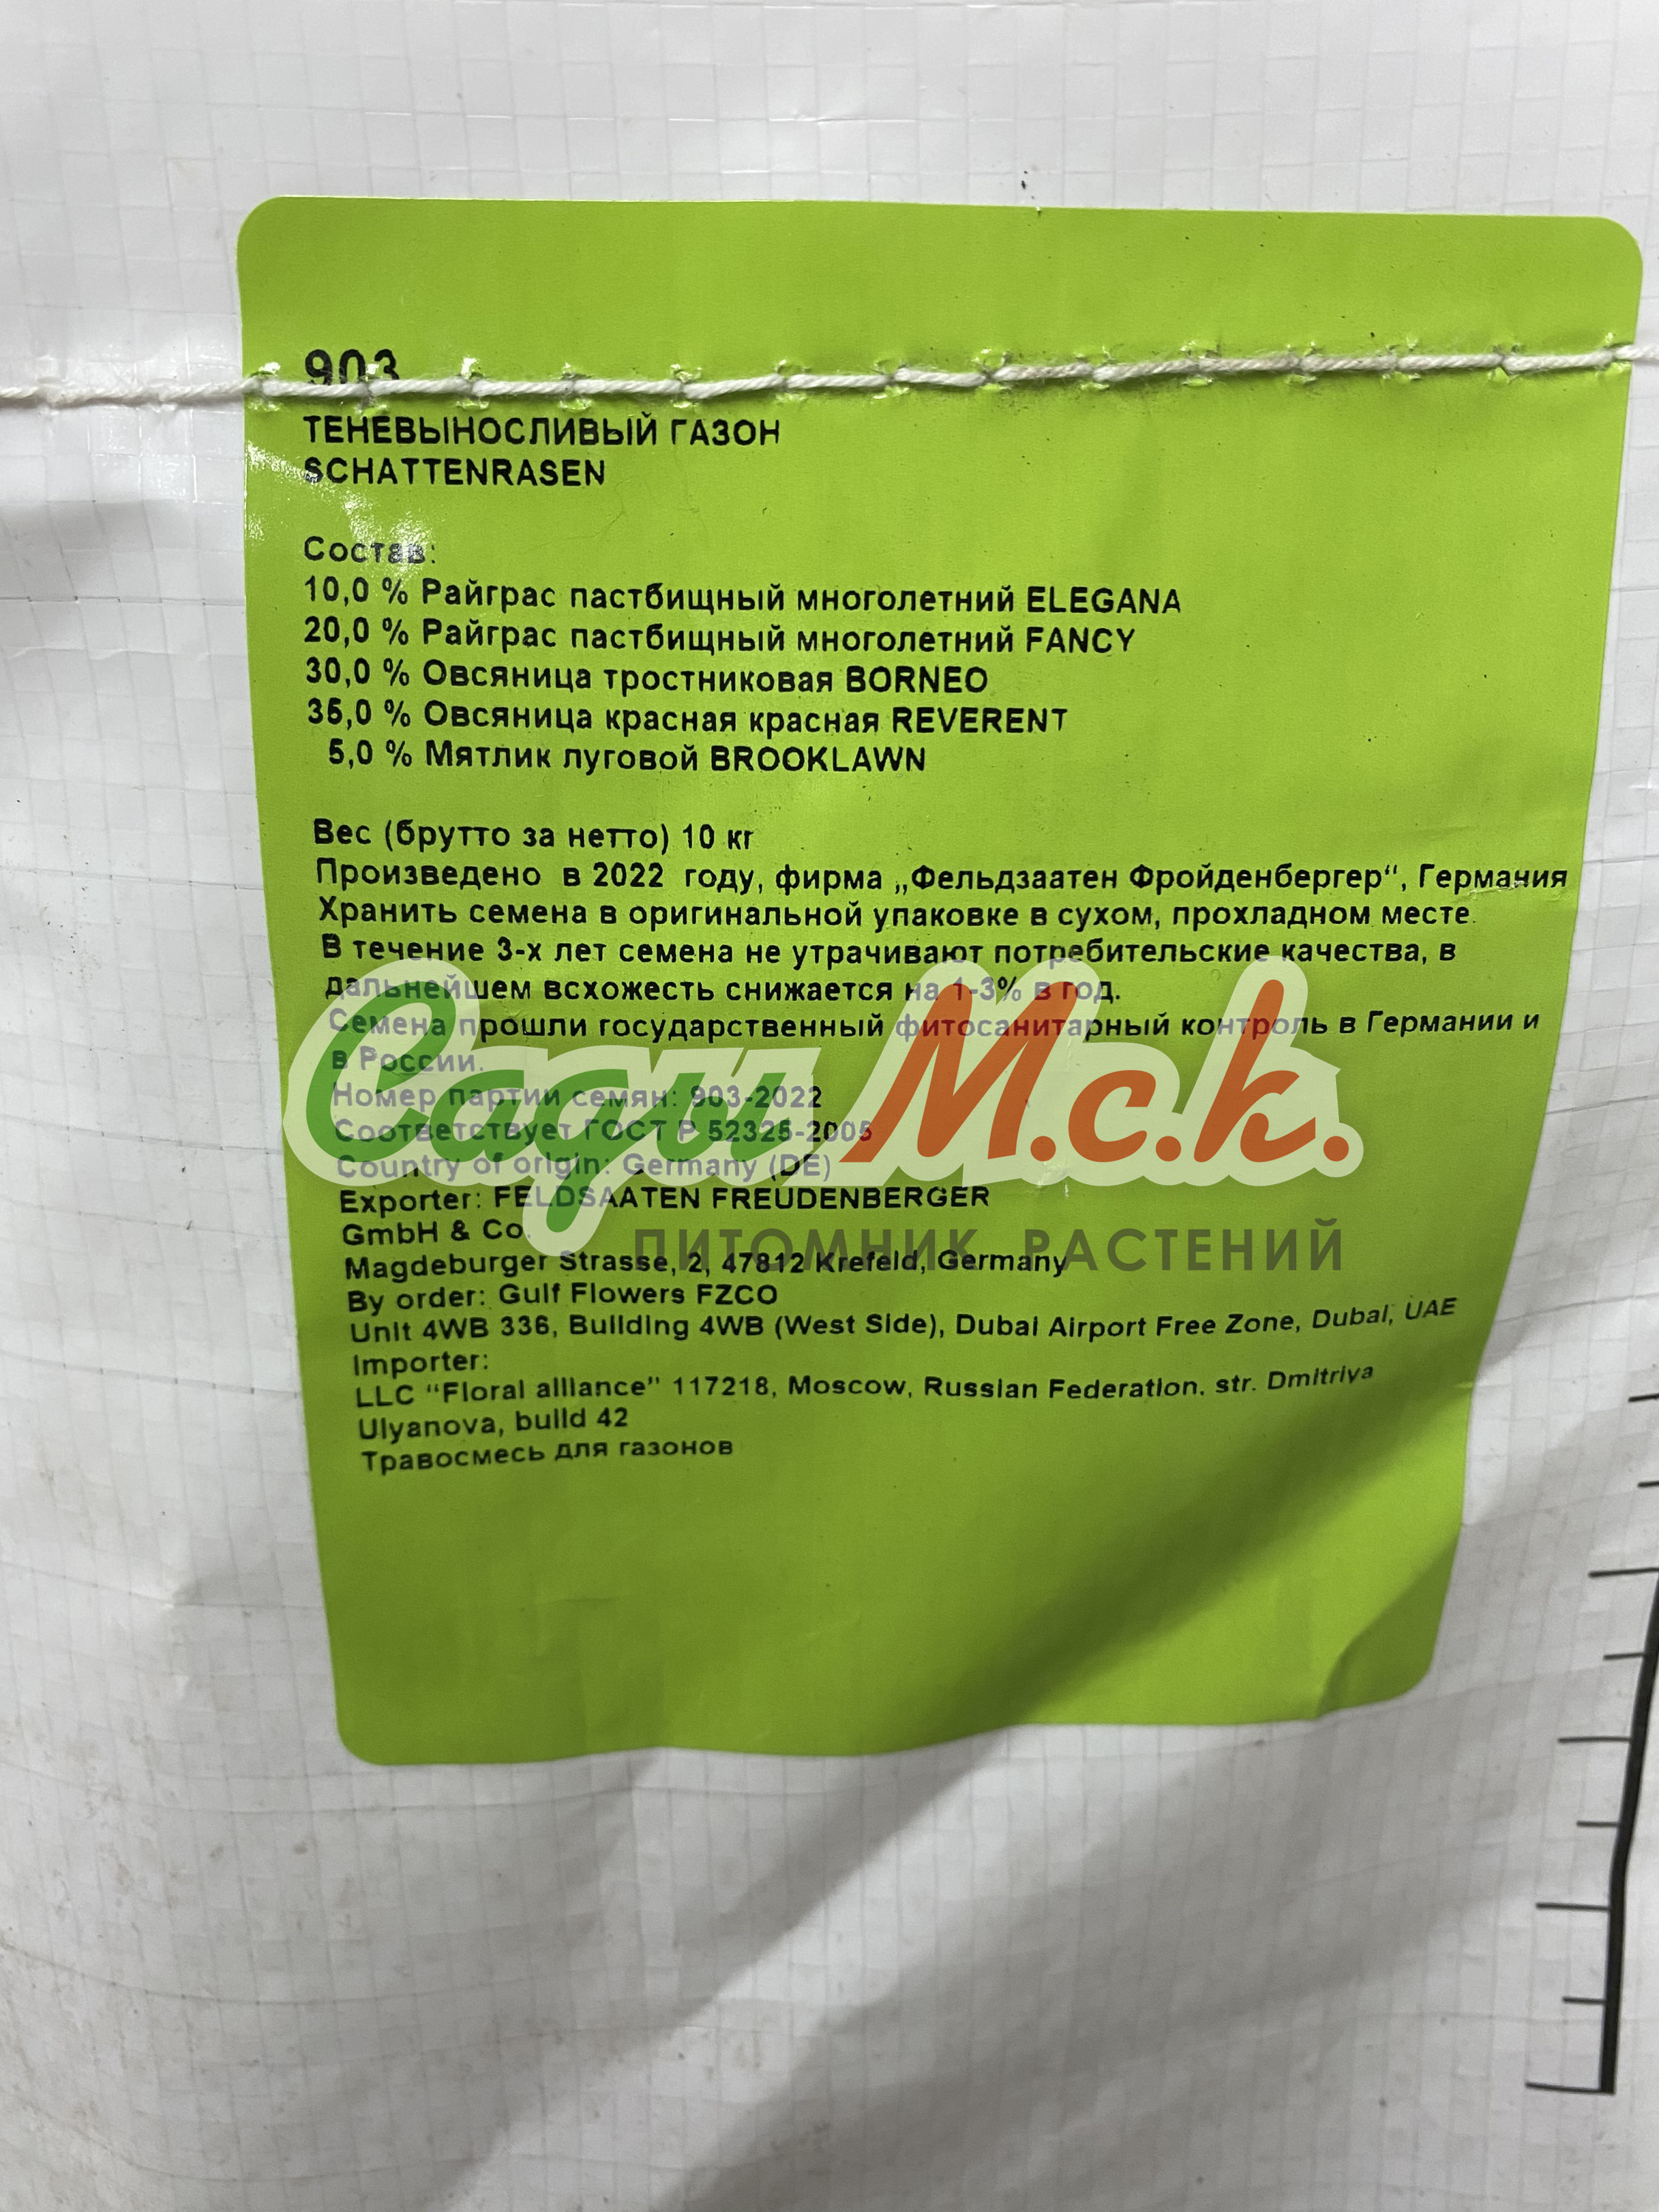 903
ТЕНЕВЫНОСЛИВЫЙ ГАЗОН
SCHATTENRASEN
Состав:
10,0 % Райграс пастбищный многолетний ELEGANA
20,0 % Райграс пастбищный многолетний FANCY
30,0 % Овсяница тростниковая BORNEO
35,0 % Овсяница красная красная REVERENT
5,0 % Мятлик луговой BROOKLAWN
Вес (брутто за нетто) 10 кг
Произведено в 2022 году, фирма „Фельдзаатен Фройденбергер“, Германия
Хранить семена в оригинальной упаковке в сухом, прохладном месте.
В течение 3-х лет семена не утрачивают потребительские качества, в
дальнейшем всхожесть снижается на 1-3% в год.
Семена прошли государственный фитосанитарный контроль в Германии и
в России.
Номер партии семян: 903-2022
Соответствует ГОСТ Р 52325-2005
Country of origin: Germany (DE)
Exporter: FELDSAATEN FREUDENBERGER
GmbH & Co.
Magdeburger Strasse, 2, 47812 Krefeld, Germany
By order: Gulf Flowers FZCO
Unit 4WB 336, Building 4WB (West Side), Dubai Airport Free Zone, Dubai, UAE
Importer:
LLC “Floral alliance” 117218, Moscow, Russian Federation. str. Dmitriya
Ulyanova, build 42
Травосмесь для газонов
Сады М.с.k.
ПИТОМНИК РАСТЕНИЙ